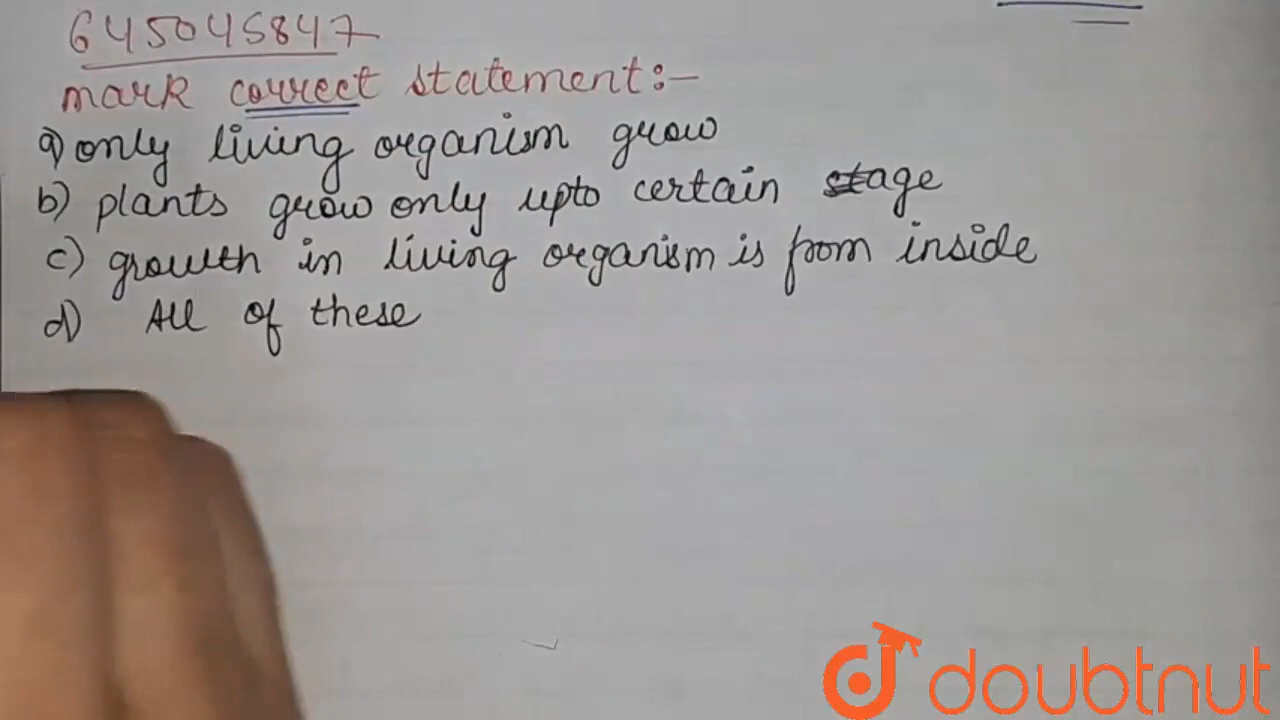 645045847
mark correct statement:-
a) only living organism grow
b) plants grow only upto certain stage
c) growth in living organism is from inside
d) All of these
doubtnut